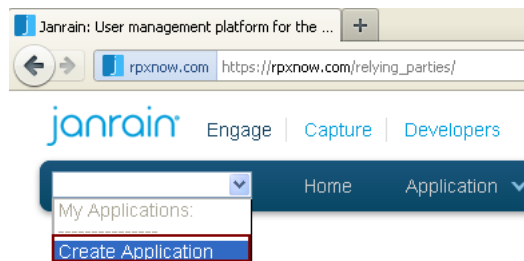 Janrain: User management platform for the ... +
rpxnow.com https://rpxnow.com/relying_parties/
janrain Engage Capture Developers
Home Application
My Applications:
---------------
Create Application